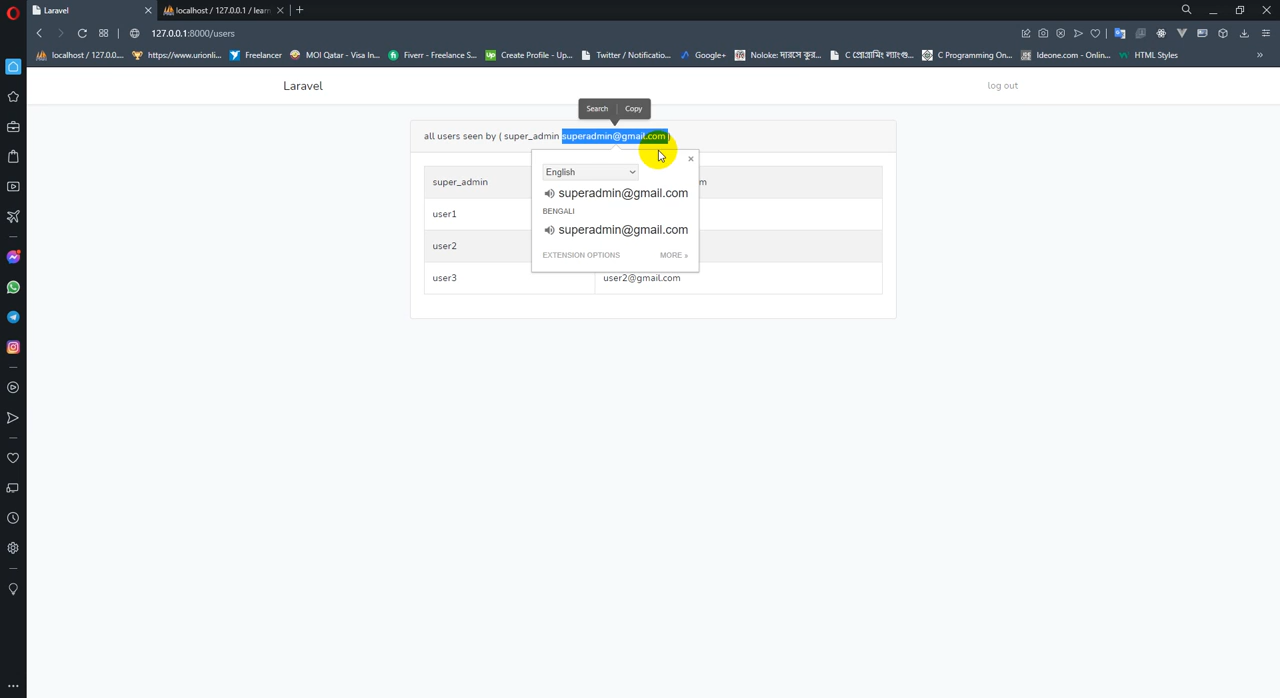 Laravel
localhost / 127.0.0.1 / lear
127.0.0.1:8000/users
localhost / 127.0.0....
https://www.urionli...
Freelancer
MOI Qatar - Visa In...
Fiverr - Freelance S...
Create Profile - Up...
Twitter / Notificatio...
Google+
C Programming On...
Ideone.com - Onlin...
HTML Styles
Laravel
log out
Search
Copy
all users seen by ( super_admin superadmin@gmail.com )
English
superadmin@gmail.com
BENGALI
superadmin@gmail.com
EXTENSION OPTIONS
MORE »
super_admin
m
user1
user2
user3
user2@gmail.com